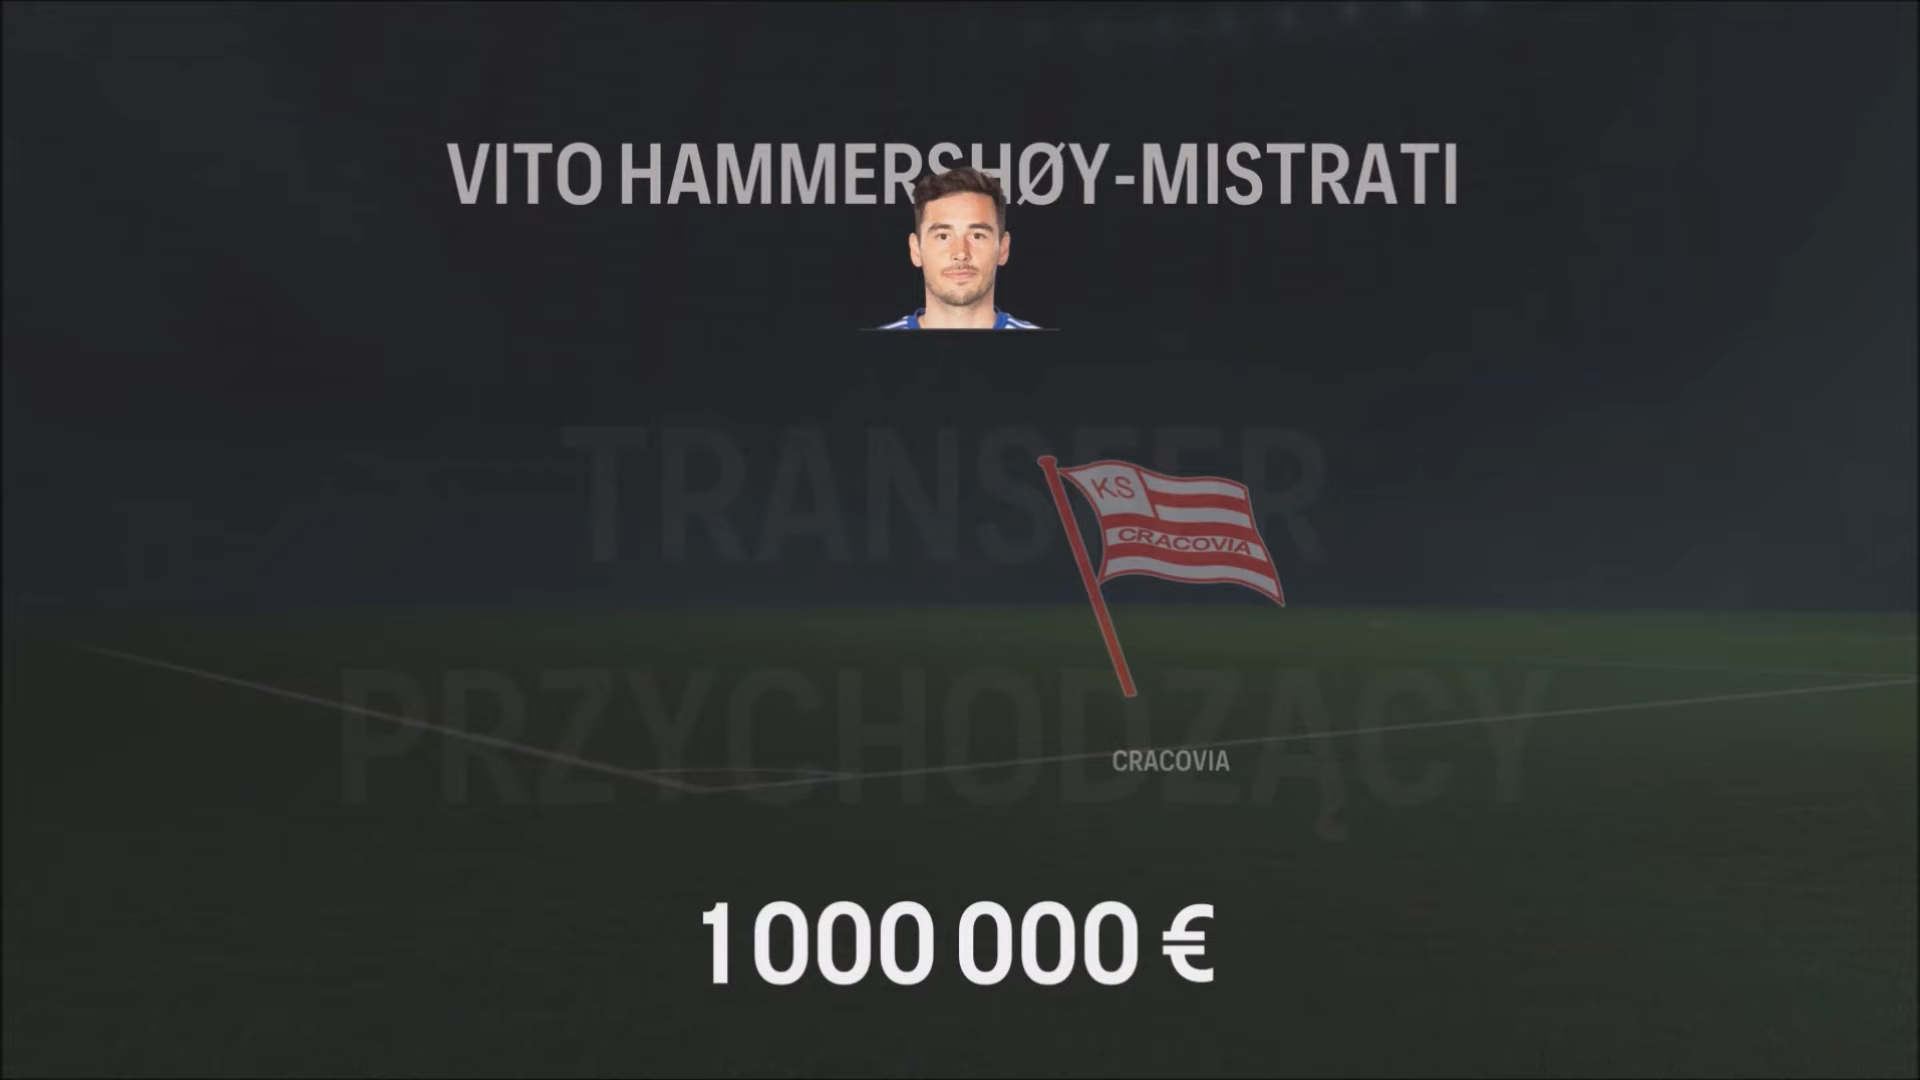 VITO HAMMERSHØY-MISTRATI
TRANSFER
KS
CRACOVIA
PRZYCHODZĄCY
CRACOVIA
1 000 000 €